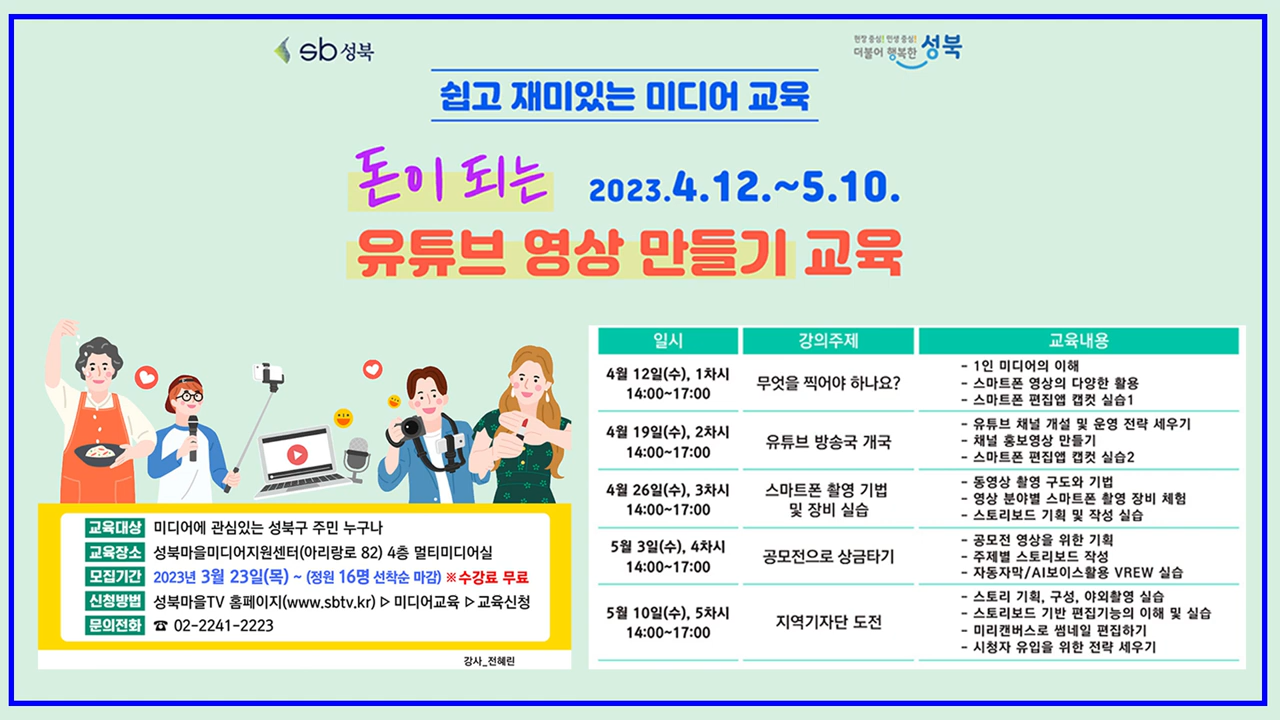 sb성북
현장 중심! 민생 중심!
더불어 행복한 성북
쉽고 재미있는 미디어 교육
돈이 되는 2023.4.12.~5.10.
유튜브 영상 만들기 교육
교육대상 미디어에 관심있는 성북구 주민 누구나
교육장소 성북마을미디어지원센터(아리랑로 82) 4층 멀티미디어실
모집기간 2023년 3월 23일(목) ~ (정원 16명 선착순 마감) ※수강료 무료
신청방법 성북마을TV 홈페이지(www.sbtv.kr) ▷ 미디어교육 ▷ 교육신청
문의전화 ☎ 02-2241-2223
강사_전혜린
일시 강의주제 교육내용
4월 12일(수), 1차시
14:00~17:00
무엇을 찍어야 하나요?
- 1인 미디어의 이해
- 스마트폰 영상의 다양한 활용
- 스마트폰 편집앱 캡컷 실습1
4월 19일(수), 2차시
14:00~17:00
유튜브 방송국 개국
- 유튜브 채널 개설 및 운영 전략 세우기
- 채널 홍보영상 만들기
- 스마트폰 편집앱 캡컷 실습2
4월 26일(수), 3차시
14:00~17:00
스마트폰 촬영 기법
및 장비 실습
- 동영상 촬영 구도와 기법
- 영상 분야별 스마트폰 촬영 장비 체험
- 스토리보드 기획 및 작성 실습
5월 3일(수), 4차시
14:00~17:00
공모전으로 상금타기
- 공모전 영상을 위한 기획
- 주제별 스토리보드 작성
- 자동자막/AI보이스활용 VREW 실습
5월 10일(수), 5차시
14:00~17:00
지역기자단 도전
- 스토리 기획, 구성, 야외촬영 실습
- 스토리보드 기반 편집기능의 이해 및 실습
- 미리캔버스로 썸네일 편집하기
- 시청자 유입을 위한 전략 세우기